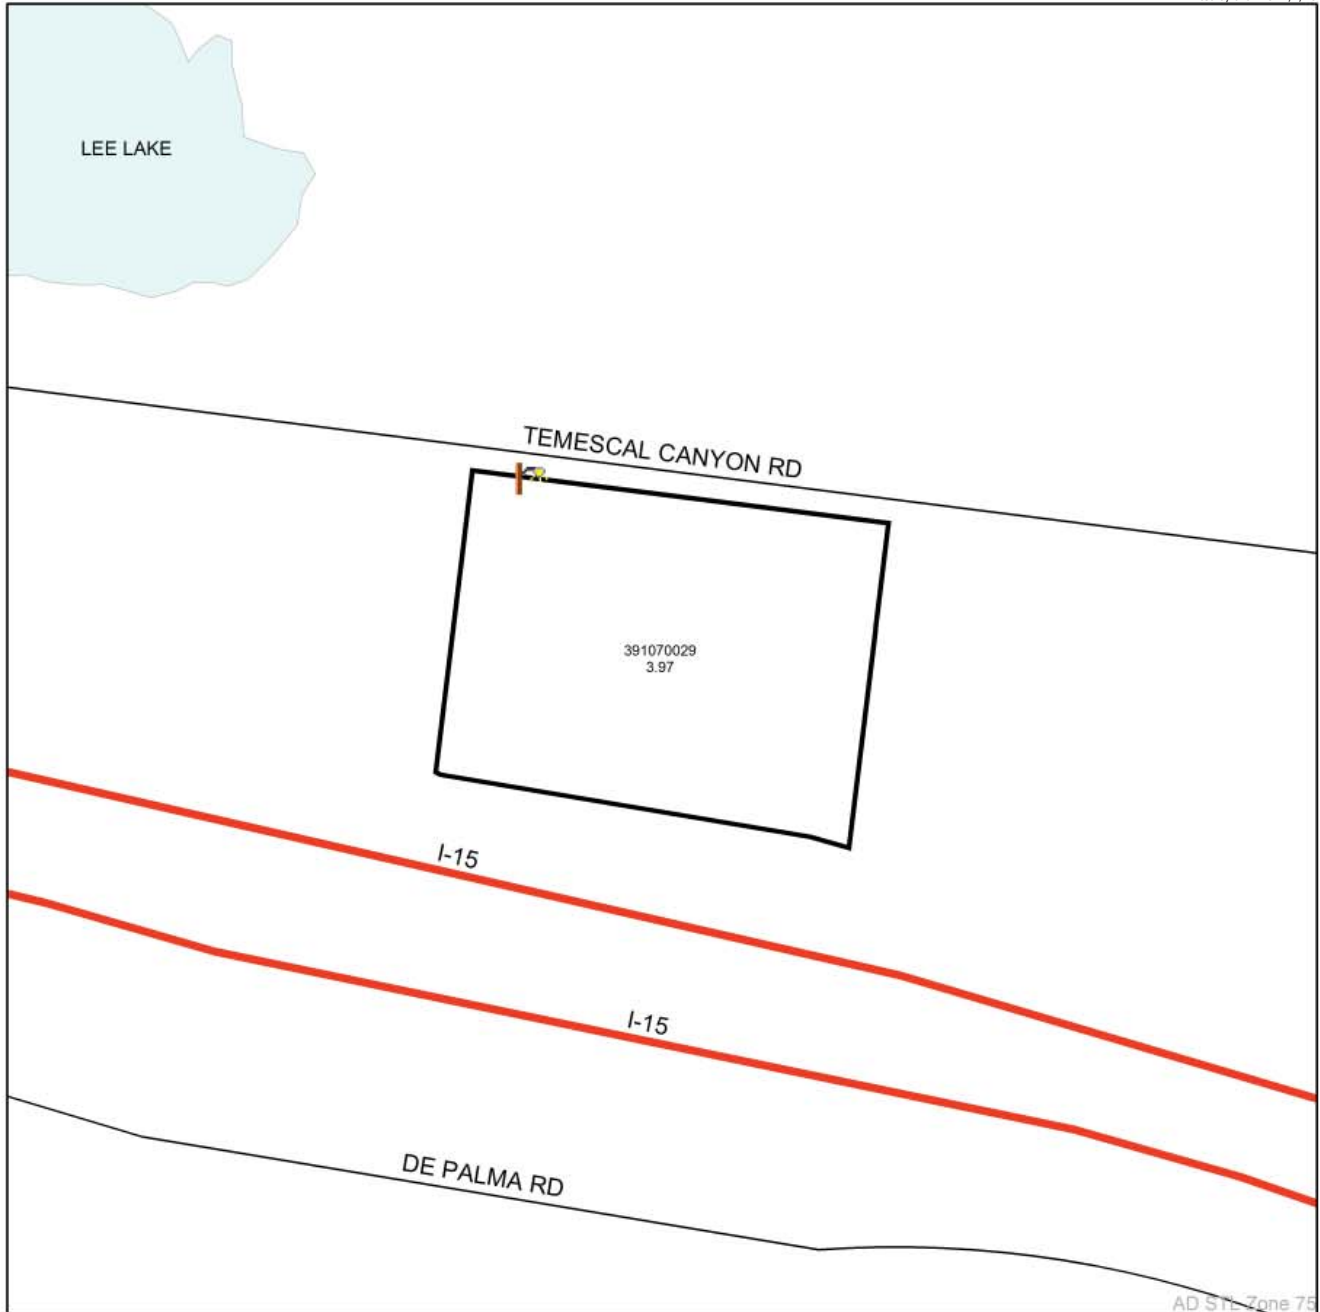 LEE LAKE
TEMESCAL CANYON RD
391070029
3.97
I-15
I-15
DE PALMA RD
AD STL Zone 75